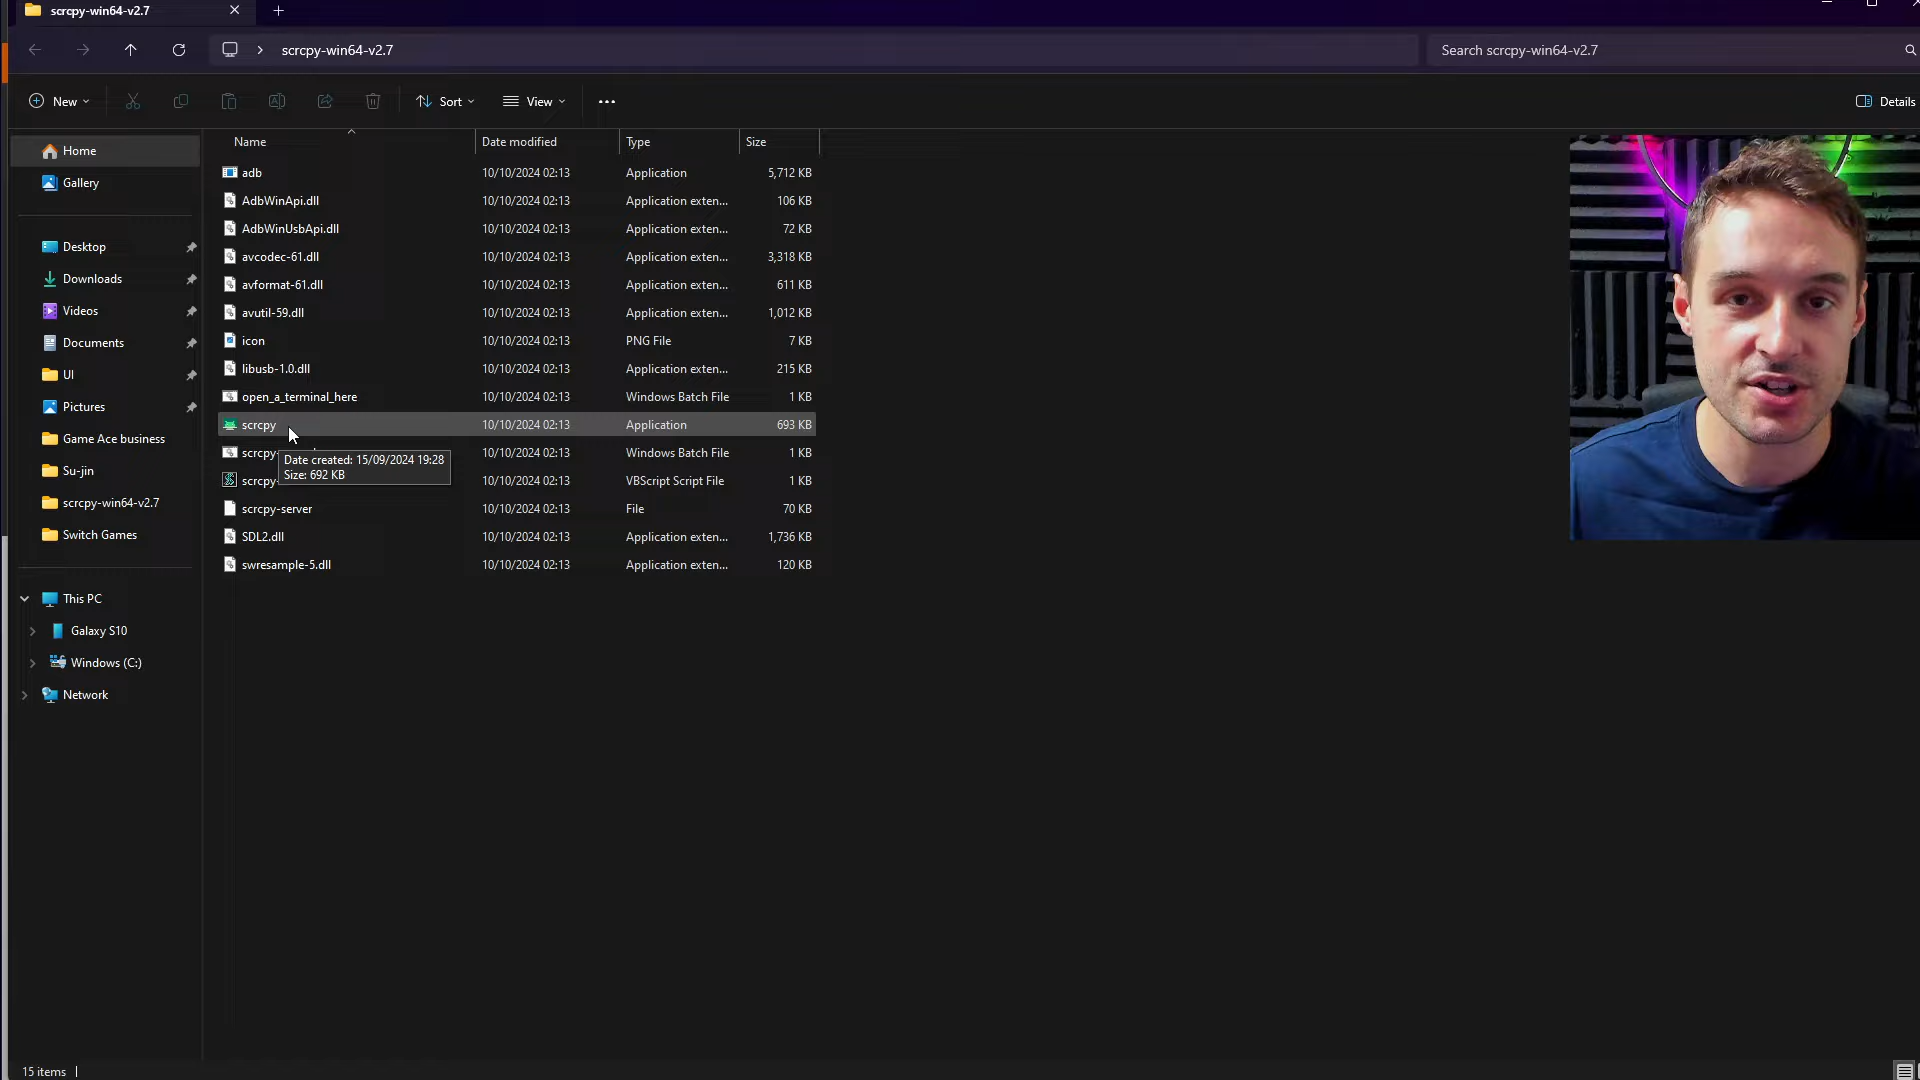 scrcpy-win64-v2.7
scrcpy-win64-v2.7
Search scrcpy-win64-v2.7
New
Sort
View
Details
Name Date modified Type Size
Home
Gallery
Desktop
Downloads
Videos
Documents
UI
Pictures
Game Ace business
Su-jin
scrcpy-win64-v2.7
Switch Games
This PC
Galaxy S10
Windows (C:)
Network
adb 10/10/2024 02:13 Application 5,712 KB
AdbWinApi.dll 10/10/2024 02:13 Application exten... 106 KB
AdbWinUsbApi.dll 10/10/2024 02:13 Application exten... 72 KB
avcodec-61.dll 10/10/2024 02:13 Application exten... 3,318 KB
avformat-61.dll 10/10/2024 02:13 Application exten... 611 KB
avutil-59.dll 10/10/2024 02:13 Application exten... 1,012 KB
icon 10/10/2024 02:13 PNG File 7 KB
libusb-1.0.dll 10/10/2024 02:13 Application exten... 215 KB
open_a_terminal_here 10/10/2024 02:13 Windows Batch File 1 KB
scrcpy 10/10/2024 02:13 Application 693 KB
scrcpy- 10/10/2024 02:13 Windows Batch File 1 KB
Date created: 15/09/2024 19:28
Size: 692 KB
scrcpy- 10/10/2024 02:13 VBScript Script File 1 KB
scrcpy-server 10/10/2024 02:13 File 70 KB
SDL2.dll 10/10/2024 02:13 Application exten... 1,736 KB
swresample-5.dll 10/10/2024 02:13 Application exten... 120 KB
15 items